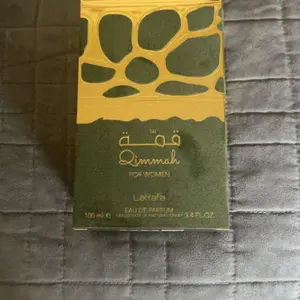 قمة
Qimmah
FOR WOMEN
Lattafa
EAU DE PARFUM
100 ml ℮ 3.4 FL.OZ.